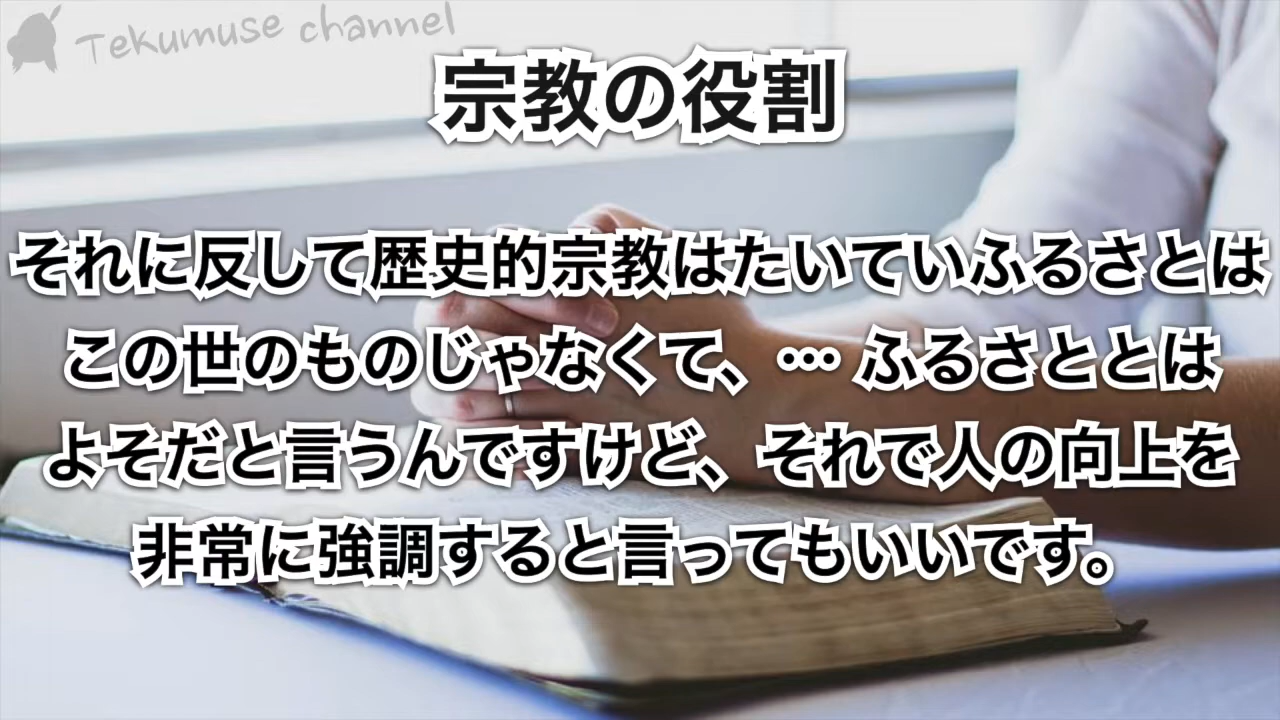 Tekumuse channel
宗教の役割
それに反して歴史的宗教はたいていふるさとは
この世のものじゃなくて、… ふるさととは
よそだと言うんですけど、それで人の向上を
非常に強調すると言ってもいいです。